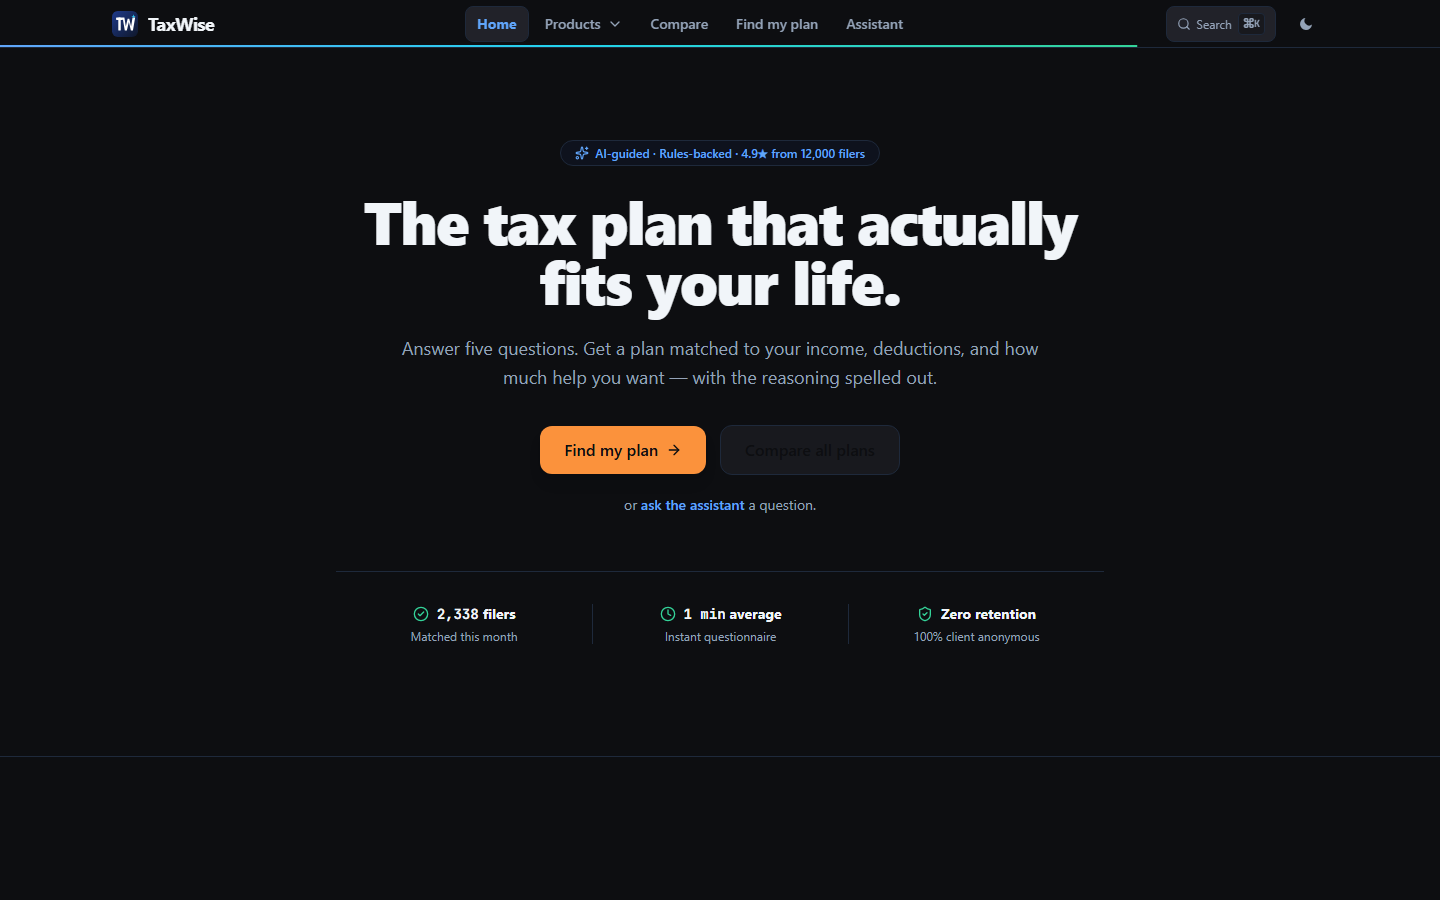 TW TaxWise
Home Products Compare Find my plan Assistant
Search ⌘K
AI-guided · Rules-backed · 4.9★ from 12,000 filers
The tax plan that actually
fits your life.
Answer five questions. Get a plan matched to your income, deductions, and how
much help you want — with the reasoning spelled out.
Find my plan →
Compare all plans
or ask the assistant a question.
2,338 filers
Matched this month
1 min average
Instant questionnaire
Zero retention
100% client anonymous